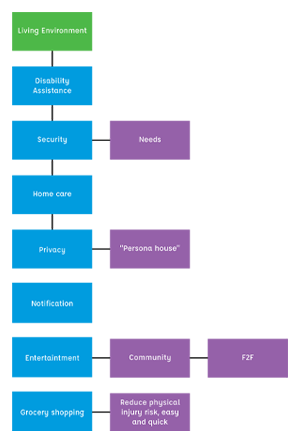 Living Environment
Disability
Assistance
Security
Needs
Home care
Privacy
"Persona house"
Notification
Entertaintment
Community
F2F
Grocery shopping
Reduce physical
injury risk, easy
and quick